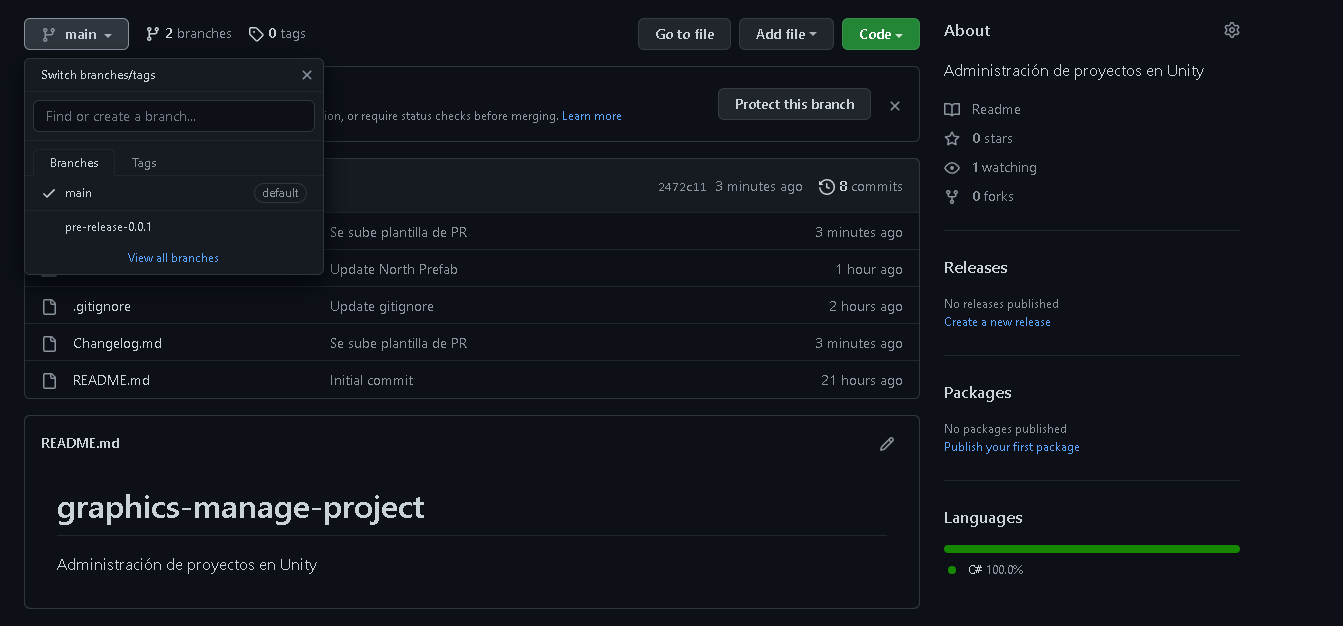 main
2 branches
0 tags
Go to file
Add file
Code
Switch branches/tags
Find or create a branch...
Branches
Tags
main
default
pre-release-0.0.1
View all branches
or require status checks before merging. Learn more
Protect this branch
2472c11 3 minutes ago
8 commits
Se sube plantilla de PR
3 minutes ago
Update North Prefab
1 hour ago
.gitignore
Update gitignore
2 hours ago
Changelog.md
Se sube plantilla de PR
3 minutes ago
README.md
Initial commit
21 hours ago
README.md
graphics-manage-project
Administración de proyectos en Unity
About
Administración de proyectos en Unity
Readme
0 stars
1 watching
0 forks
Releases
No releases published
Create a new release
Packages
No packages published
Publish your first package
Languages
C# 100.0%